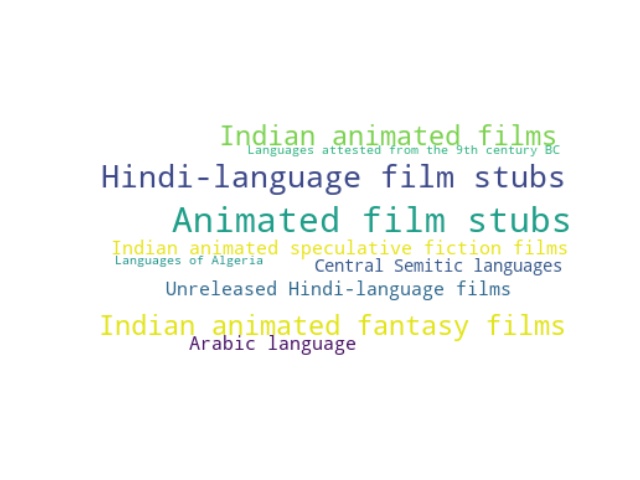 Indian animated films
Languages attested from the 9th century BC
Hindi-language film stubs
Animated film stubs
Indian animated speculative fiction films
Languages of Algeria
Central Semitic languages
Unreleased Hindi-language films
Indian animated fantasy films
Arabic language